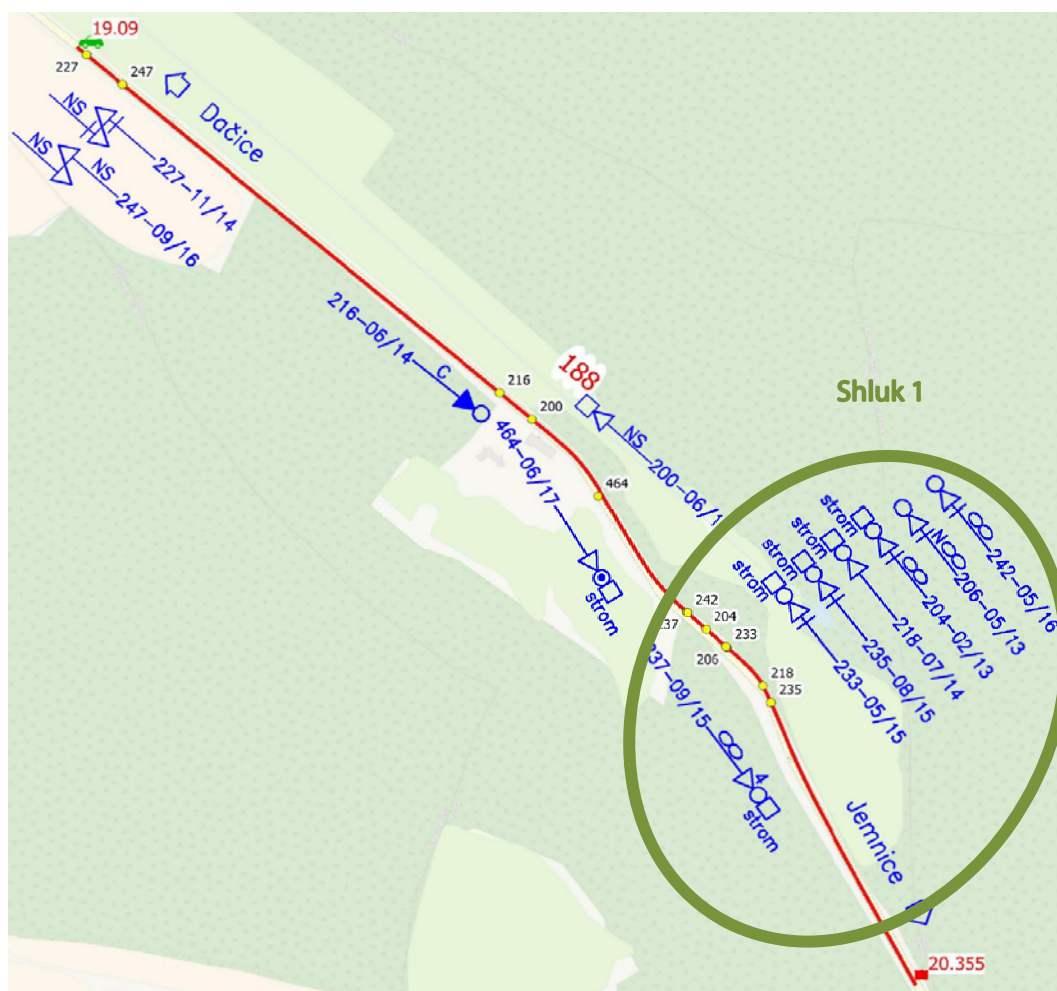 19.09
227
247
Dačice
NS
227-11/14
NS
NS
247-09/16
216-06/14
C
216
200
188
NS
200-06/1
Shluk 1
464-06/17
464
strom
242
204
237
233
206
218
235
242-05/16
N
206-05/13
strom
204-02/13
strom
218-07/14
strom
235-08/15
strom
233-05/15
237-09/15
4
strom
Jemnice
20.355